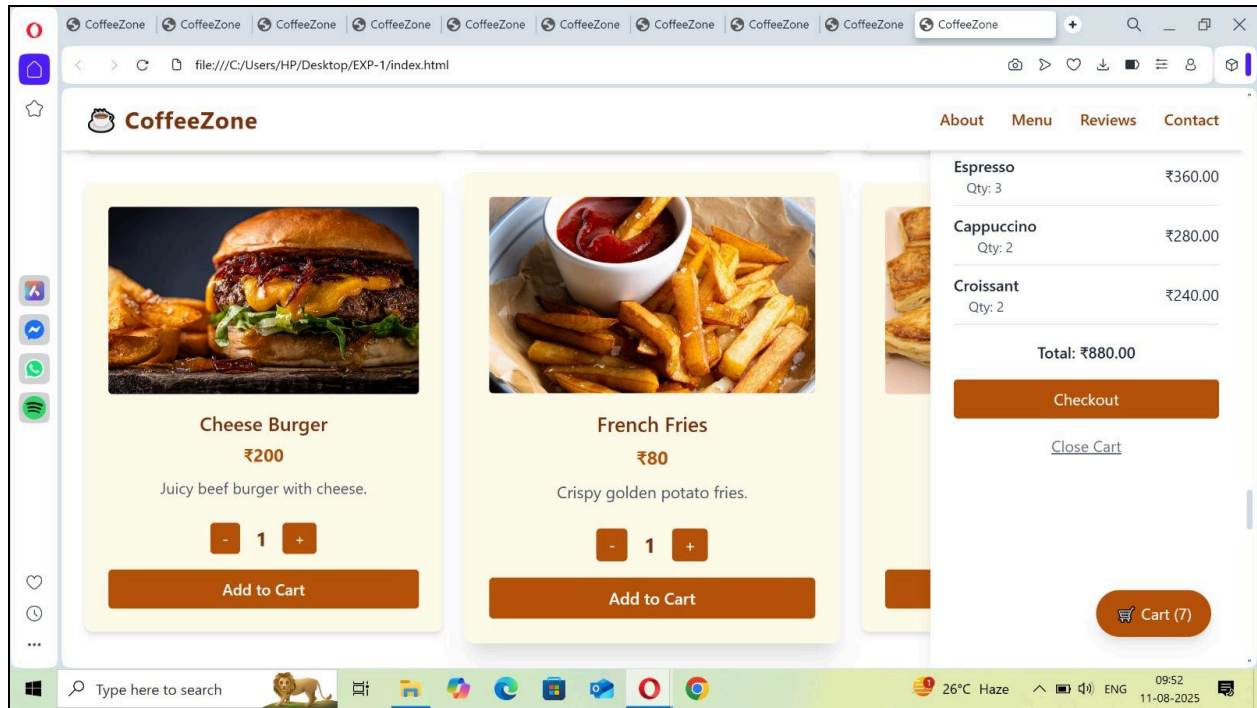 CoffeeZone CoffeeZone CoffeeZone CoffeeZone CoffeeZone CoffeeZone CoffeeZone CoffeeZone CoffeeZone CoffeeZone
file:///C:/Users/HP/Desktop/EXP-1/index.html
CoffeeZone
About Menu Reviews Contact
Cheese Burger
₹200
Juicy beef burger with cheese.
- 1 +
Add to Cart
French Fries
₹80
Crispy golden potato fries.
- 1 +
Add to Cart
Espresso ₹360.00
Qty: 3
Cappuccino ₹280.00
Qty: 2
Croissant ₹240.00
Qty: 2
Total: ₹880.00
Checkout
Close Cart
Cart (7)
Type here to search
1
26°C Haze
ENG
09:52
11-08-2025